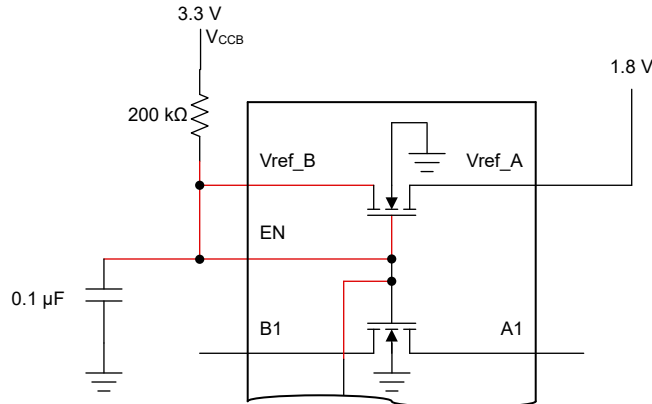 3.3 V
VCCB
1.8 V
200 kΩ
Vref_B
Vref_A
EN
0.1 µF
B1
A1